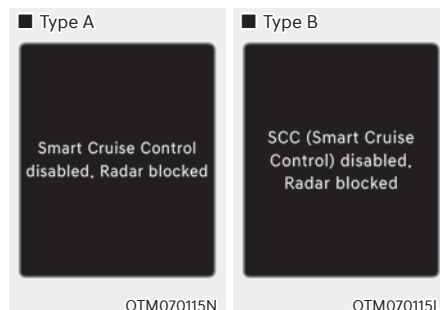 ■ Type A
Smart Cruise Control
disabled. Radar blocked
OTM070115N
■ Type B
SCC (Smart Cruise
Control) disabled.
Radar blocked
OTM070115L